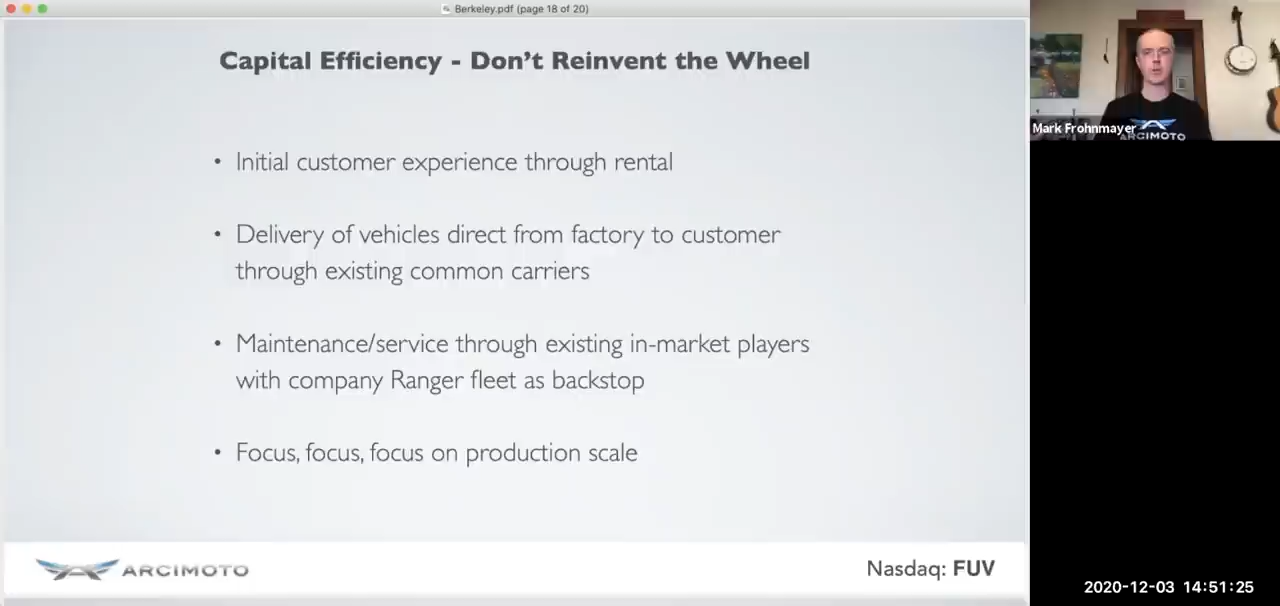 Berkeley.pdf (page 18 of 20)
Capital Efficiency - Don't Reinvent the Wheel
• Initial customer experience through rental
• Delivery of vehicles direct from factory to customer
through existing common carriers
• Maintenance/service through existing in-market players
with company Ranger fleet as backstop
• Focus, focus, focus on production scale
ARCIMOTO
Nasdaq: FUV
Mark Frohnmayer
ARCIMOTO
2020-12-03 14:51:25